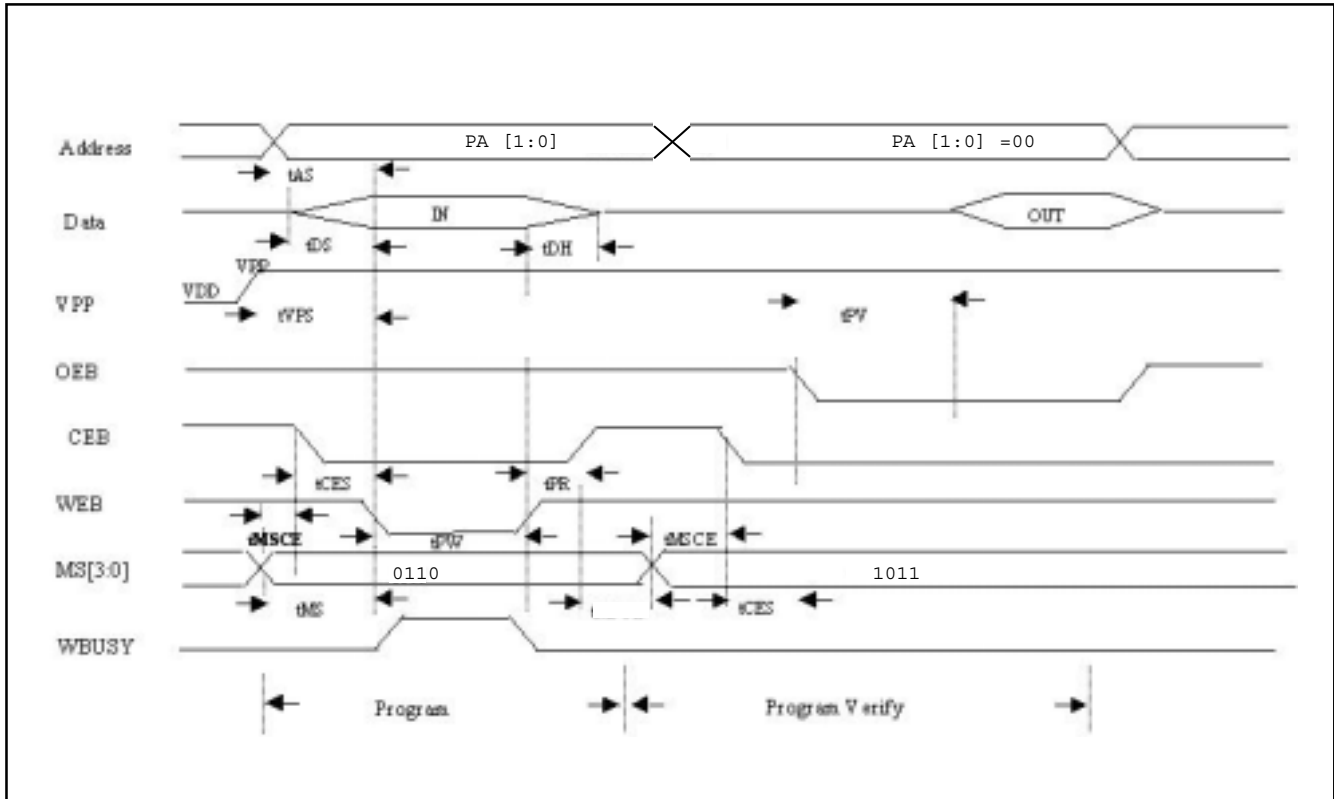 Address PA [1:0] PA [1:0] =00
tAS
Data IN OUT
tDS tDH
VPP
VDD
VPP tVPS tPV
OEB
CEB
tCES tPR
WEB
tMSCE tPW tMSCE
MS[3:0] 0110 1011
tMS tCES
WBUSY
Program Program Verify